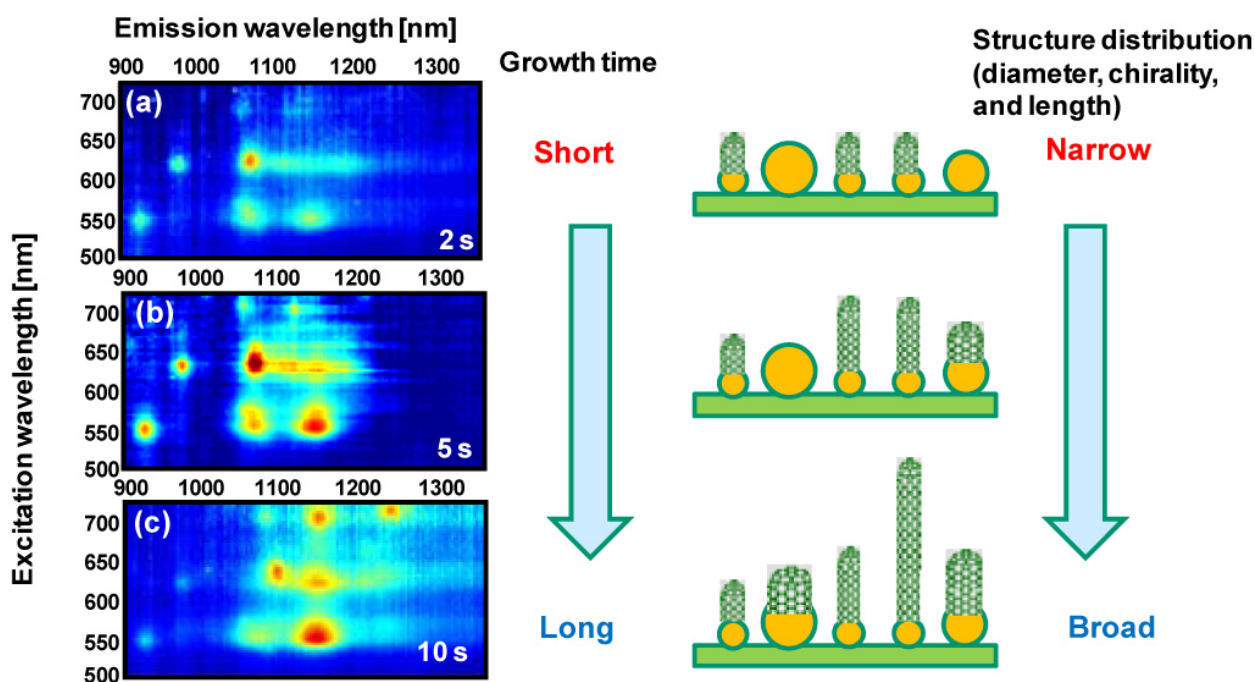 Emission wavelength [nm]
900 1000 1100 1200 1300
Growth time
Structure distribution
(diameter, chirality,
and length)
Excitation wavelength [nm]
700
650
600
550
500
(a)
2 s
Short
Narrow
900 1000 1100 1200 1300
700
650
600
550
500
(b)
5 s
900 1000 1100 1200 1300
700
650
600
550
500
(c)
10 s
Long
Broad